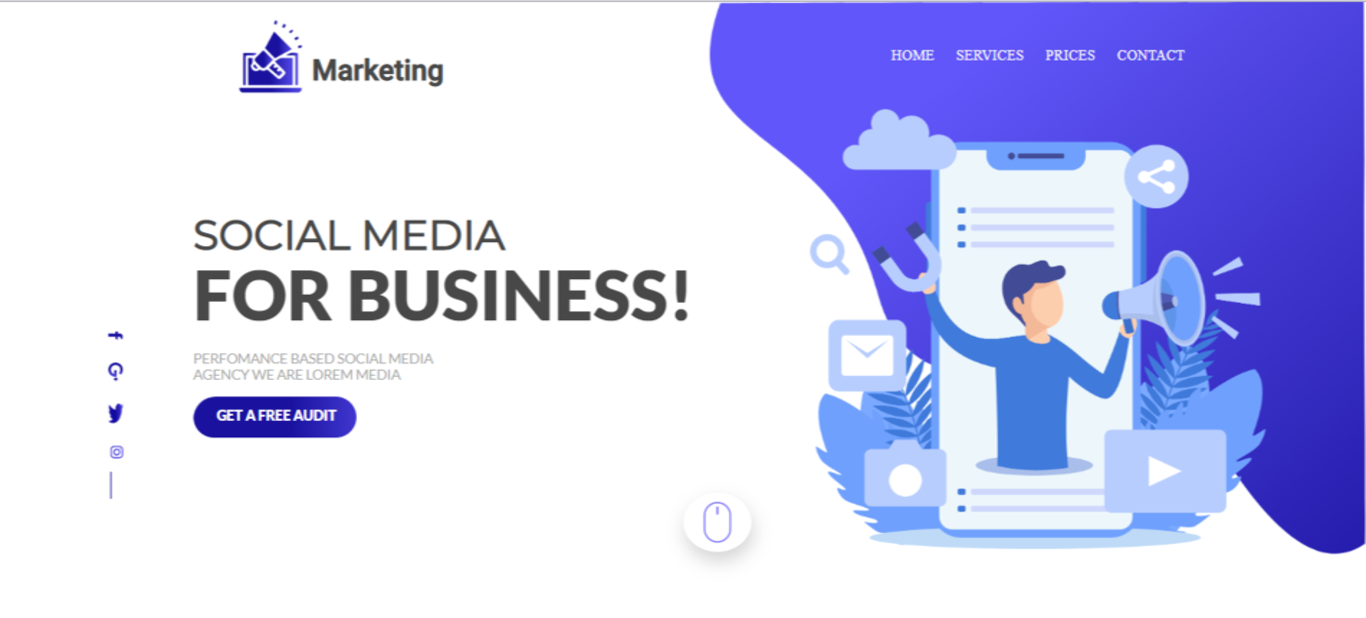 Marketing
HOME SERVICES PRICES CONTACT
SOCIAL MEDIA
FOR BUSINESS!
PERFOMANCE BASED SOCIAL MEDIA
AGENCY WE ARE LOREM MEDIA
GET A FREE AUDIT